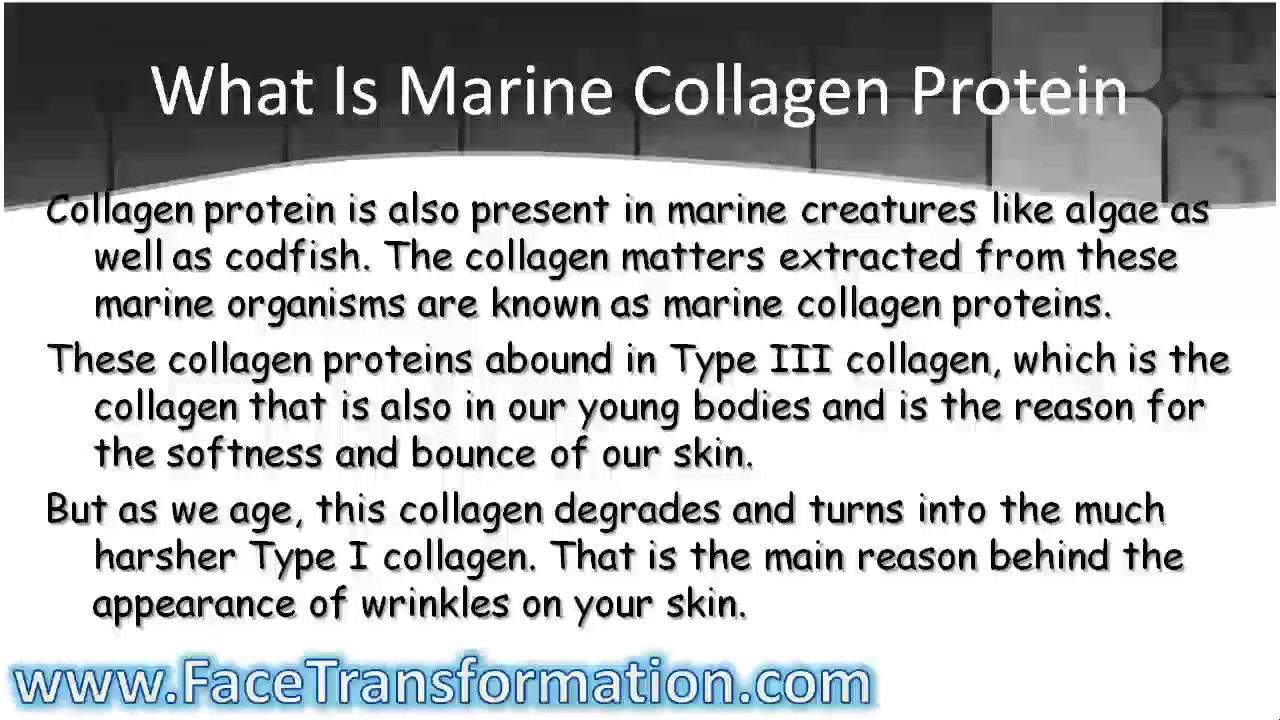 What Is Marine Collagen Protein
Collagen protein is also present in marine creatures like algae as
well as codfish. The collagen matters extracted from these
marine organisms are known as marine collagen proteins.
These collagen proteins abound in Type III collagen, which is the
collagen that is also in our young bodies and is the reason for
the softness and bounce of our skin.
But as we age, this collagen degrades and turns into the much
harsher Type I collagen. That is the main reason behind the
appearance of wrinkles on your skin.
www.FaceTransformation.com